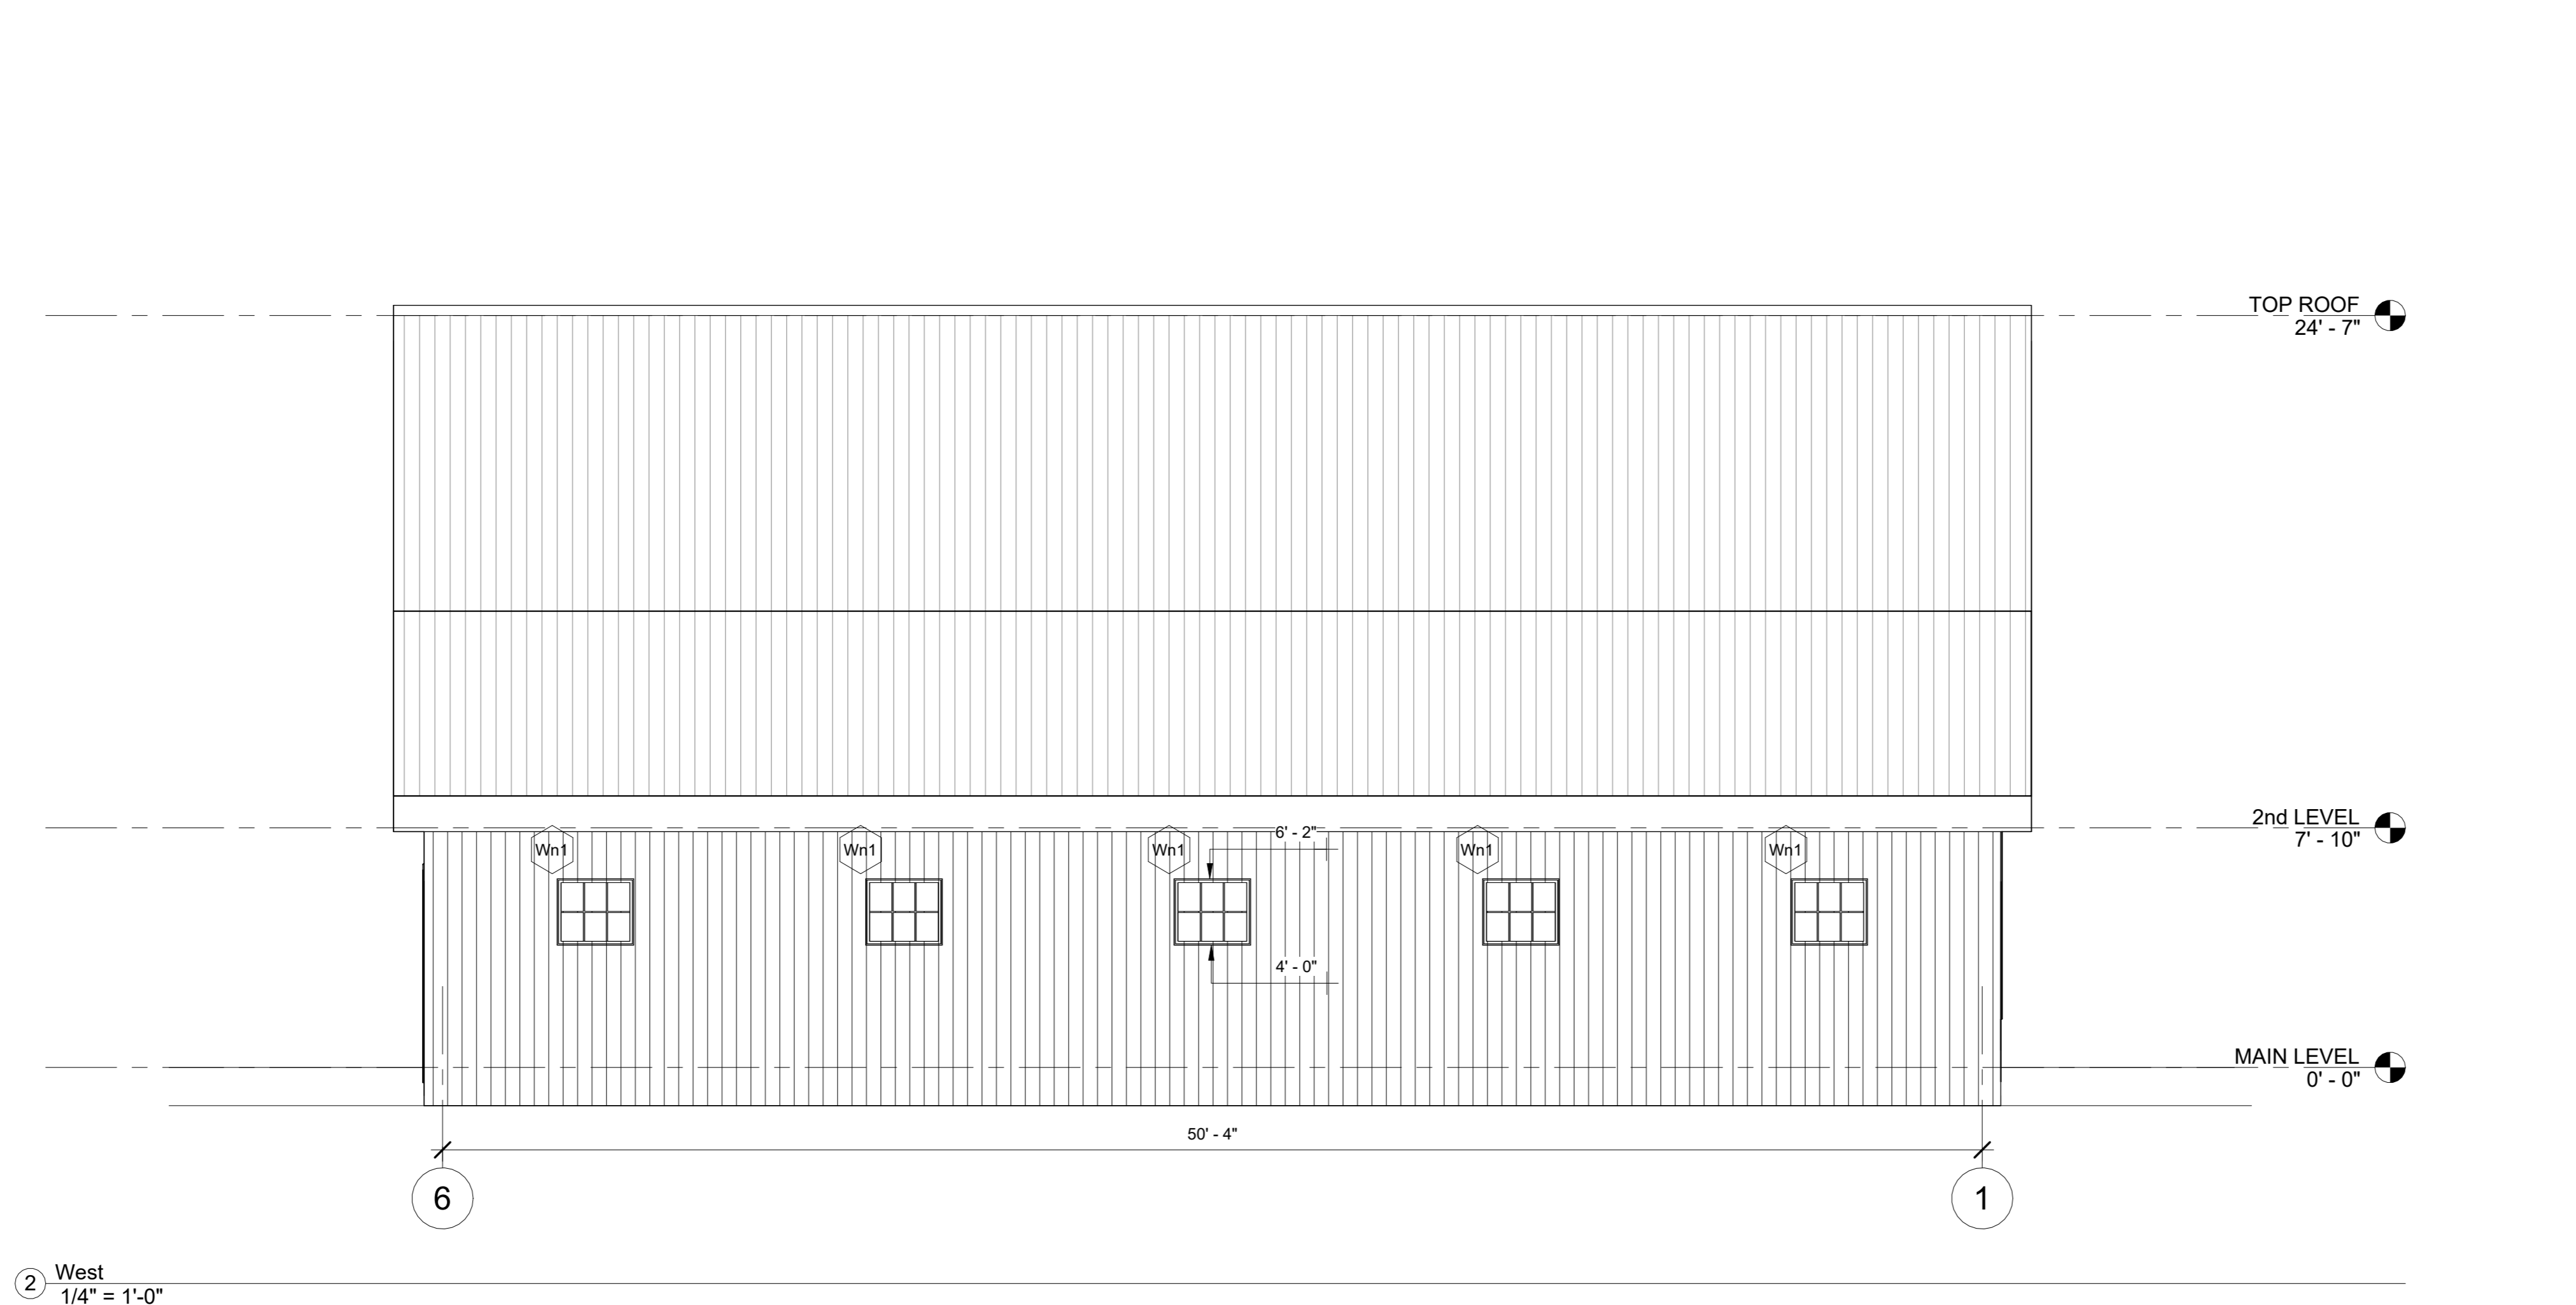 TOP ROOF
24' - 7"
2nd LEVEL
7' - 10"
6' - 2"
Wn1
Wn1
Wn1
Wn1
Wn1
4' - 0"
MAIN LEVEL
0' - 0"
50' - 4"
6
1
2
West
1/4" = 1'-0"